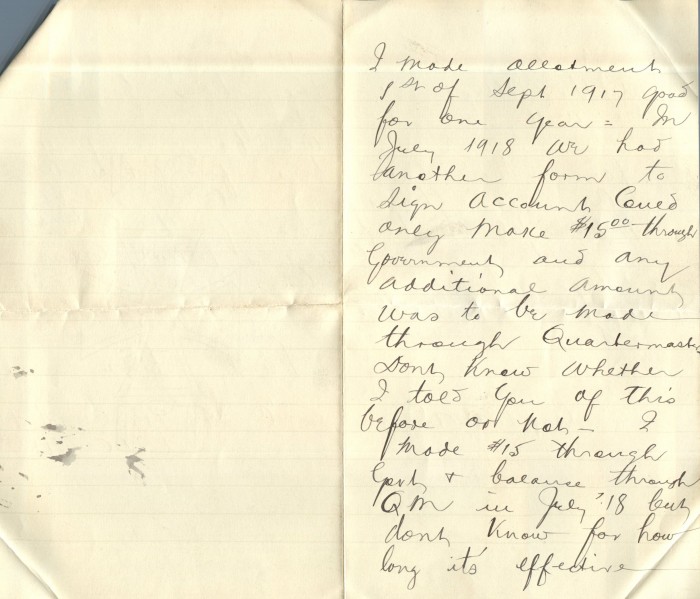 I made allotment
1st of Sept 1917 good
for one year = In
July 1918 we had
another form to
sign account Could
only make $15.00 through
Government and any
additional amount
was to be made
through Quartermaster
Dont Know whether
I told you of this
before or not - I
made #15 through
Govt + balance through
QM in July '18 but
dont Know for how
long it's effective